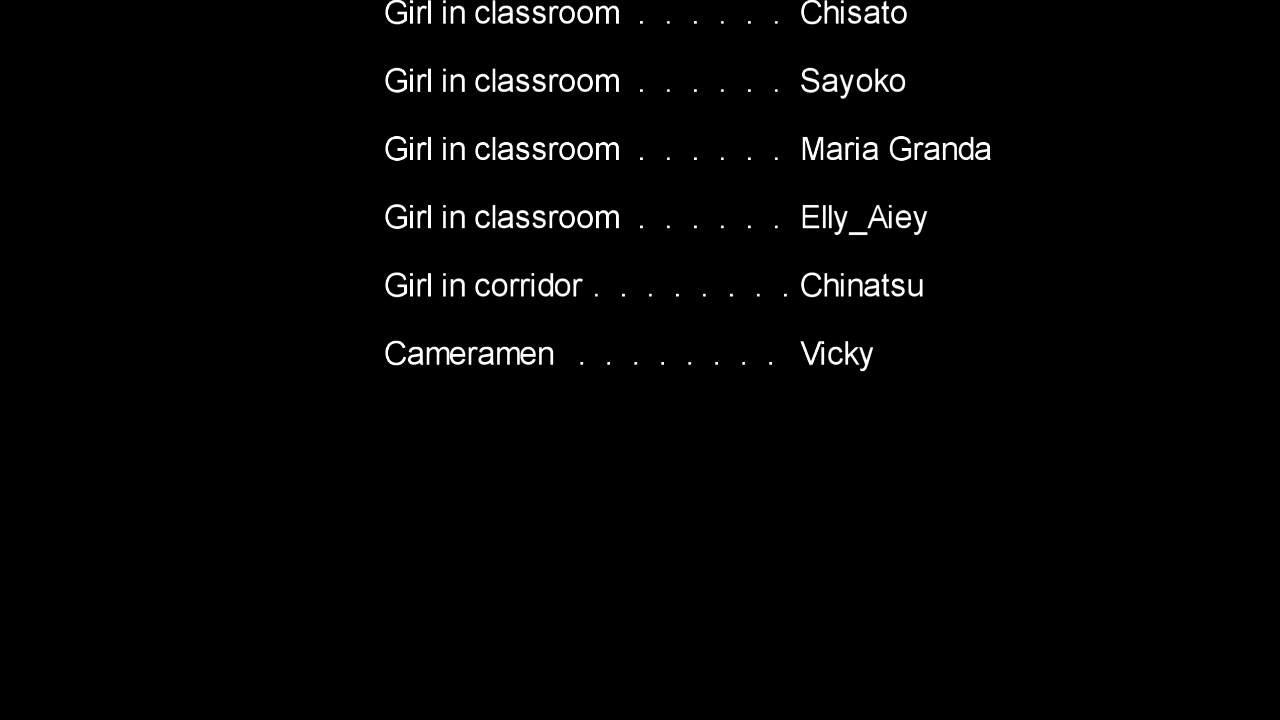 Girl in classroom . . . . . . Chisato
Girl in classroom . . . . . . Sayoko
Girl in classroom . . . . . . Maria Granda
Girl in classroom . . . . . . Elly_Aiey
Girl in corridor . . . . . . . . Chinatsu
Cameramen . . . . . . . . Vicky